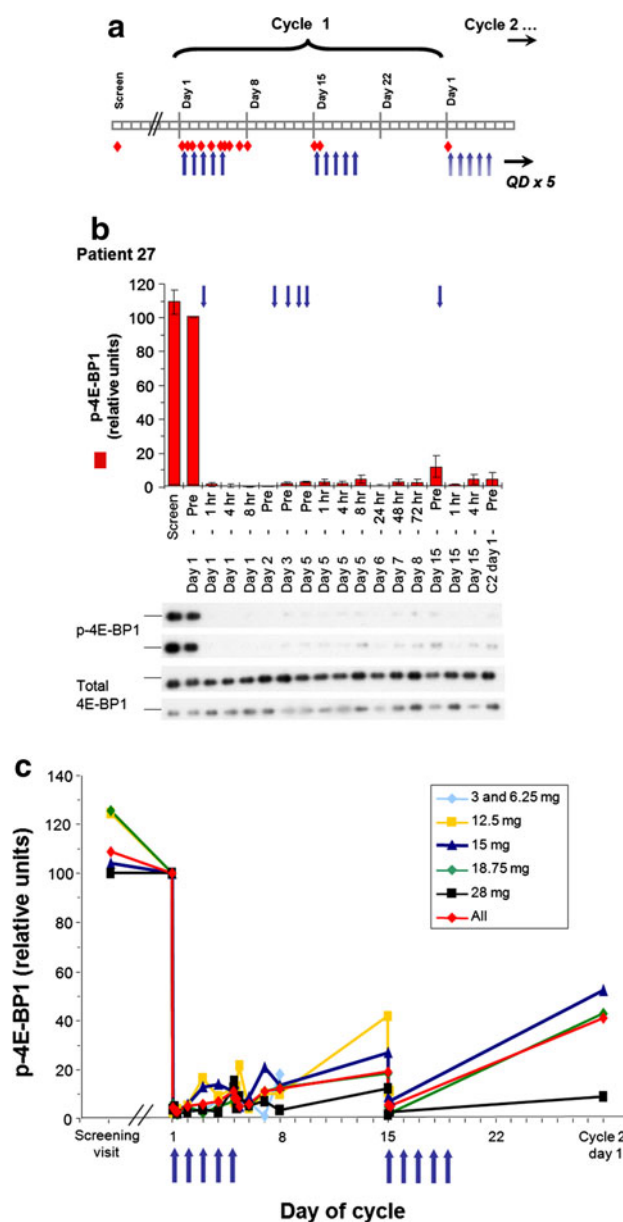 a
Cycle 1
Cycle 2 ...
Screen
Day 1
Day 8
Day 15
Day 22
Day 1
QD x 5
b
Patient 27
p-4E-BP1
(relative units)
120
100
80
60
40
20
0
Screen
Day 1 - Pre
Day 1 - 1 hr
Day 1 - 4 hr
Day 1 - 8 hr
Day 2 - Pre
Day 3 - Pre
Day 5 - Pre
Day 5 - 1 hr
Day 5 - 4 hr
Day 5 - 8 hr
Day 6 - 24 hr
Day 7 - 48 hr
Day 8 - 72 hr
Day 15 - Pre
Day 15 - 1 hr
Day 15 - 4 hr
C2 day 1 - Pre
p-4E-BP1
Total
4E-BP1
c
p-4E-BP1 (relative units)
140
120
100
80
60
40
20
0
3 and 6.25 mg
12.5 mg
15 mg
18.75 mg
28 mg
All
Screening
visit
1
8
15
22
Cycle 2
day 1
Day of cycle